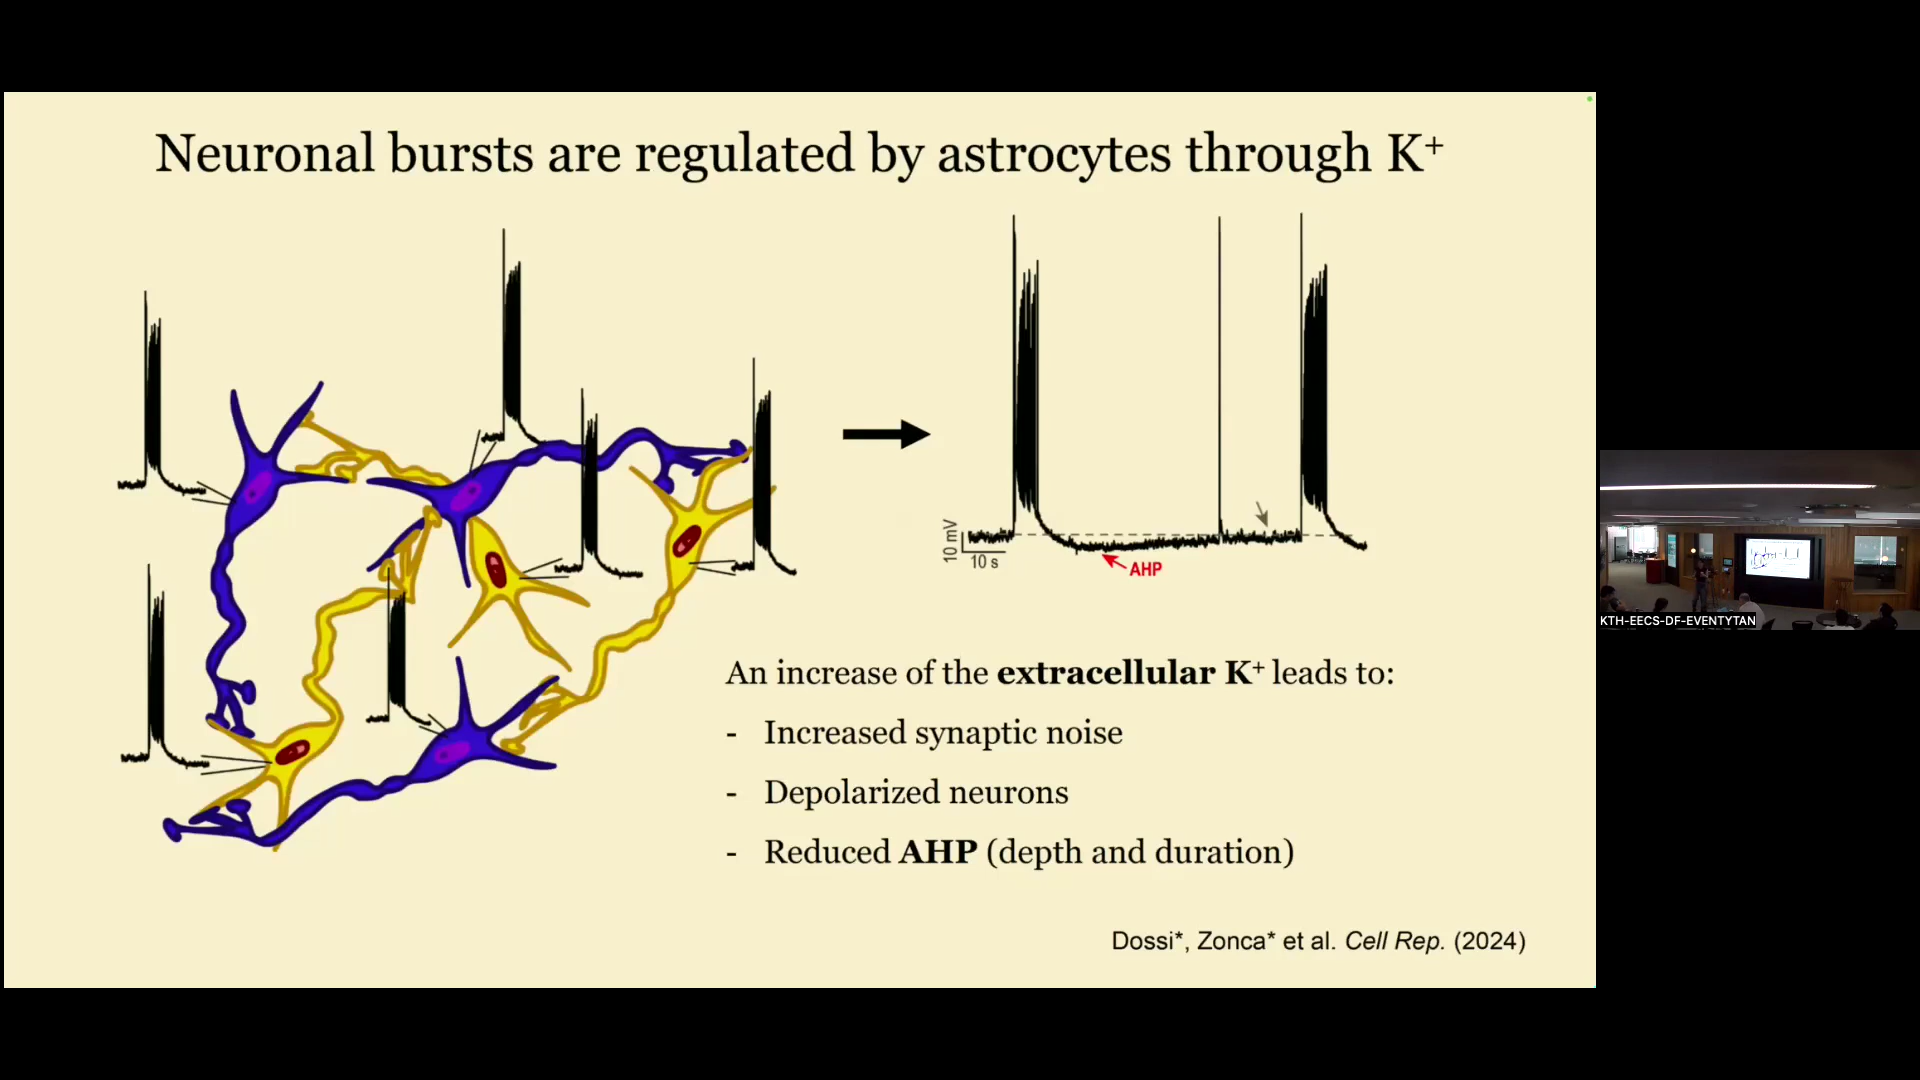 Neuronal bursts are regulated by astrocytes through K⁺
10 mV
10 s
AHP
An increase of the extracellular K⁺ leads to:
- Increased synaptic noise
- Depolarized neurons
- Reduced AHP (depth and duration)
Dossi*, Zonca* et al. Cell Rep. (2024)
KTH-EECS-DF-EVENTYTAN